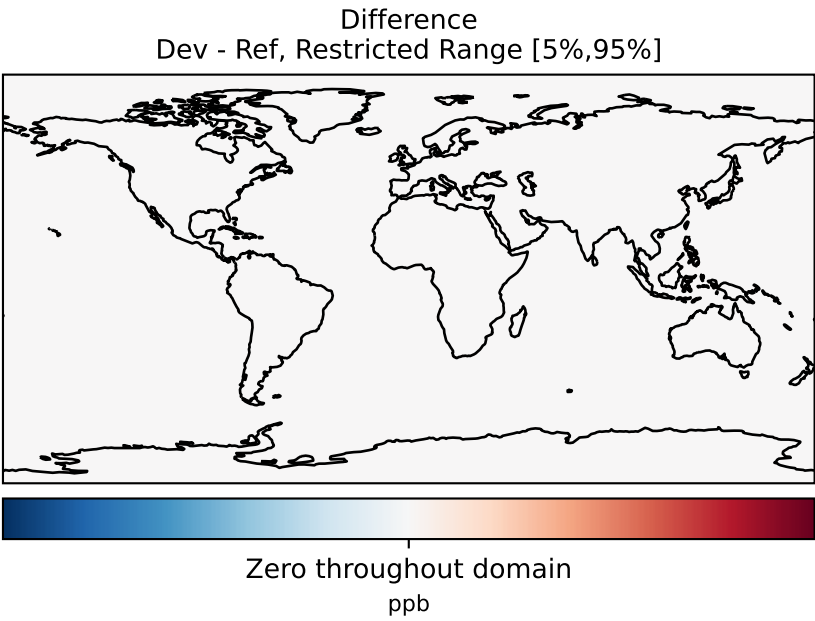 Difference
Dev - Ref, Restricted Range [5%,95%]
Zero throughout domain
ppb